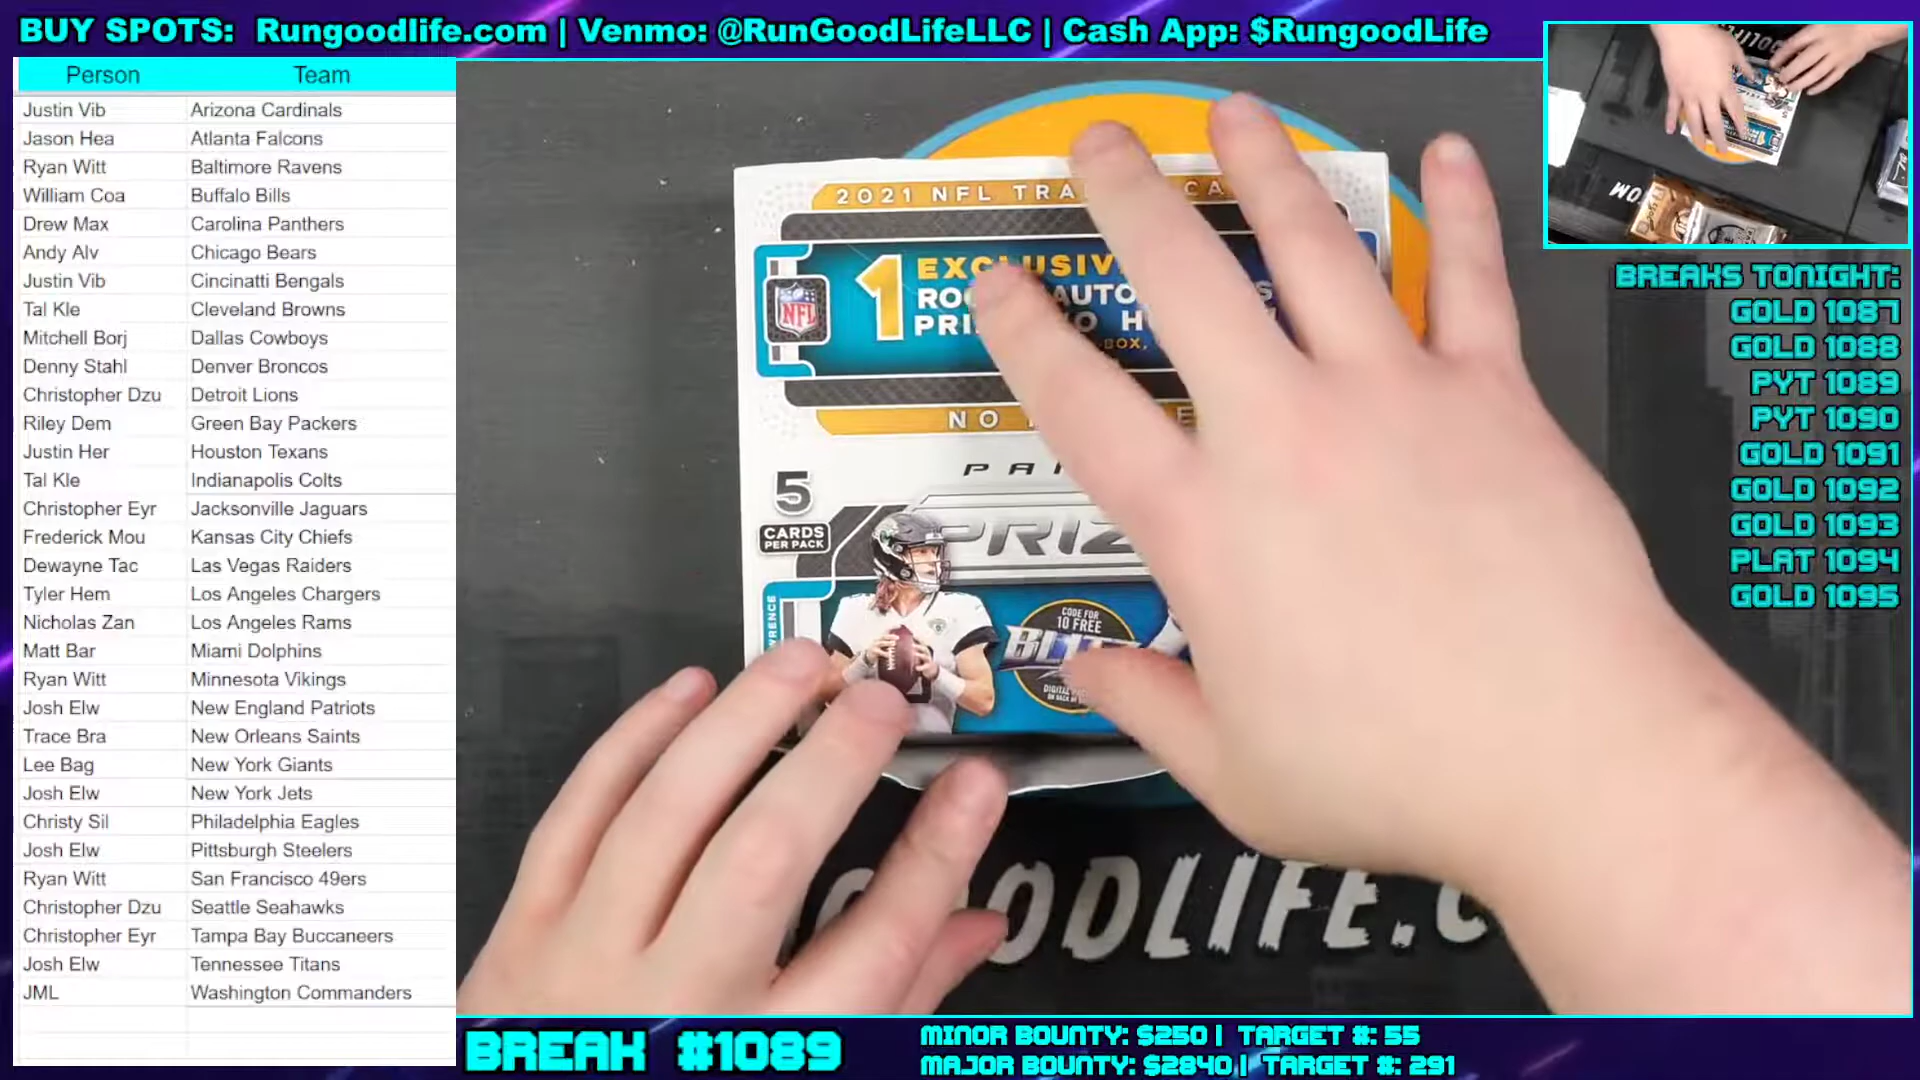 BUY SPOTS: Rungoodlife.com | Venmo: @RunGoodLifeLLC | Cash App: $RungoodLife
Person Team
Justin Vib Arizona Cardinals
Jason Hea Atlanta Falcons
Ryan Witt Baltimore Ravens
William Coa Buffalo Bills
Drew Max Carolina Panthers
Andy Alv Chicago Bears
Justin Vib Cincinatti Bengals
Tal Kle Cleveland Browns
Mitchell Borj Dallas Cowboys
Denny Stahl Denver Broncos
Christopher Dzu Detroit Lions
Riley Dem Green Bay Packers
Justin Her Houston Texans
Tal Kle Indianapolis Colts
Christopher Eyr Jacksonville Jaguars
Frederick Mou Kansas City Chiefs
Dewayne Tac Las Vegas Raiders
Tyler Hem Los Angeles Chargers
Nicholas Zan Los Angeles Rams
Matt Bar Miami Dolphins
Ryan Witt Minnesota Vikings
Josh Elw New England Patriots
Trace Bra New Orleans Saints
Lee Bag New York Giants
Josh Elw New York Jets
Christy Sil Philadelphia Eagles
Josh Elw Pittsburgh Steelers
Ryan Witt San Francisco 49ers
Christopher Dzu Seattle Seahawks
Christopher Eyr Tampa Bay Buccaneers
Josh Elw Tennessee Titans
JML Washington Commanders
2021 NFL
1
NFL
NO
5
CARDS
PER PACK
CODE FOR
10 FREE
BREAKS TONIGHT:
GOLD 1087
GOLD 1088
PYT 1089
PYT 1090
GOLD 1091
GOLD 1092
GOLD 1093
PLAT 1094
GOLD 1095
BREAK #1089
MINOR BOUNTY: $250 | TARGET #: 55
MAJOR BOUNTY: $2840 | TARGET #: 291